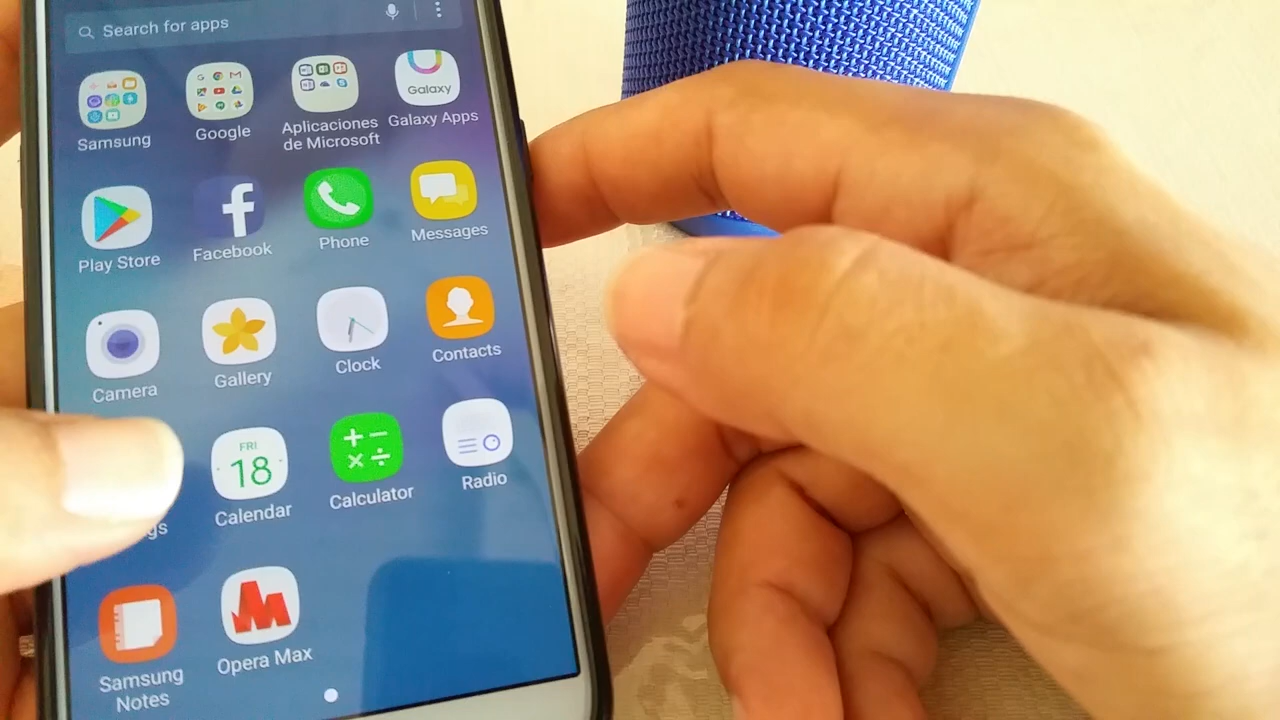 Search for apps
Samsung
Google
Aplicaciones
de Microsoft
Galaxy
Galaxy Apps
Play Store
f
Facebook
Phone
Messages
Camera
Gallery
Clock
Contacts
gs
FRI
18
Calendar
Calculator
Radio
Samsung
Notes
Opera Max